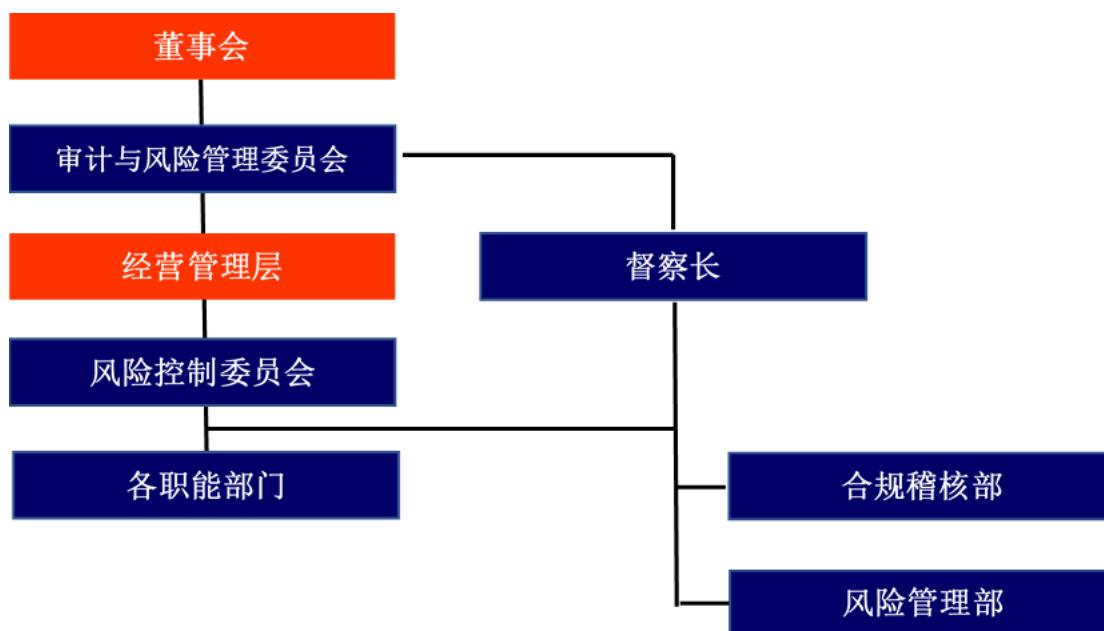 董事会
审计与风险管理委员会
经营管理层
督察长
风险控制委员会
各职能部门
合规稽核部
风险管理部